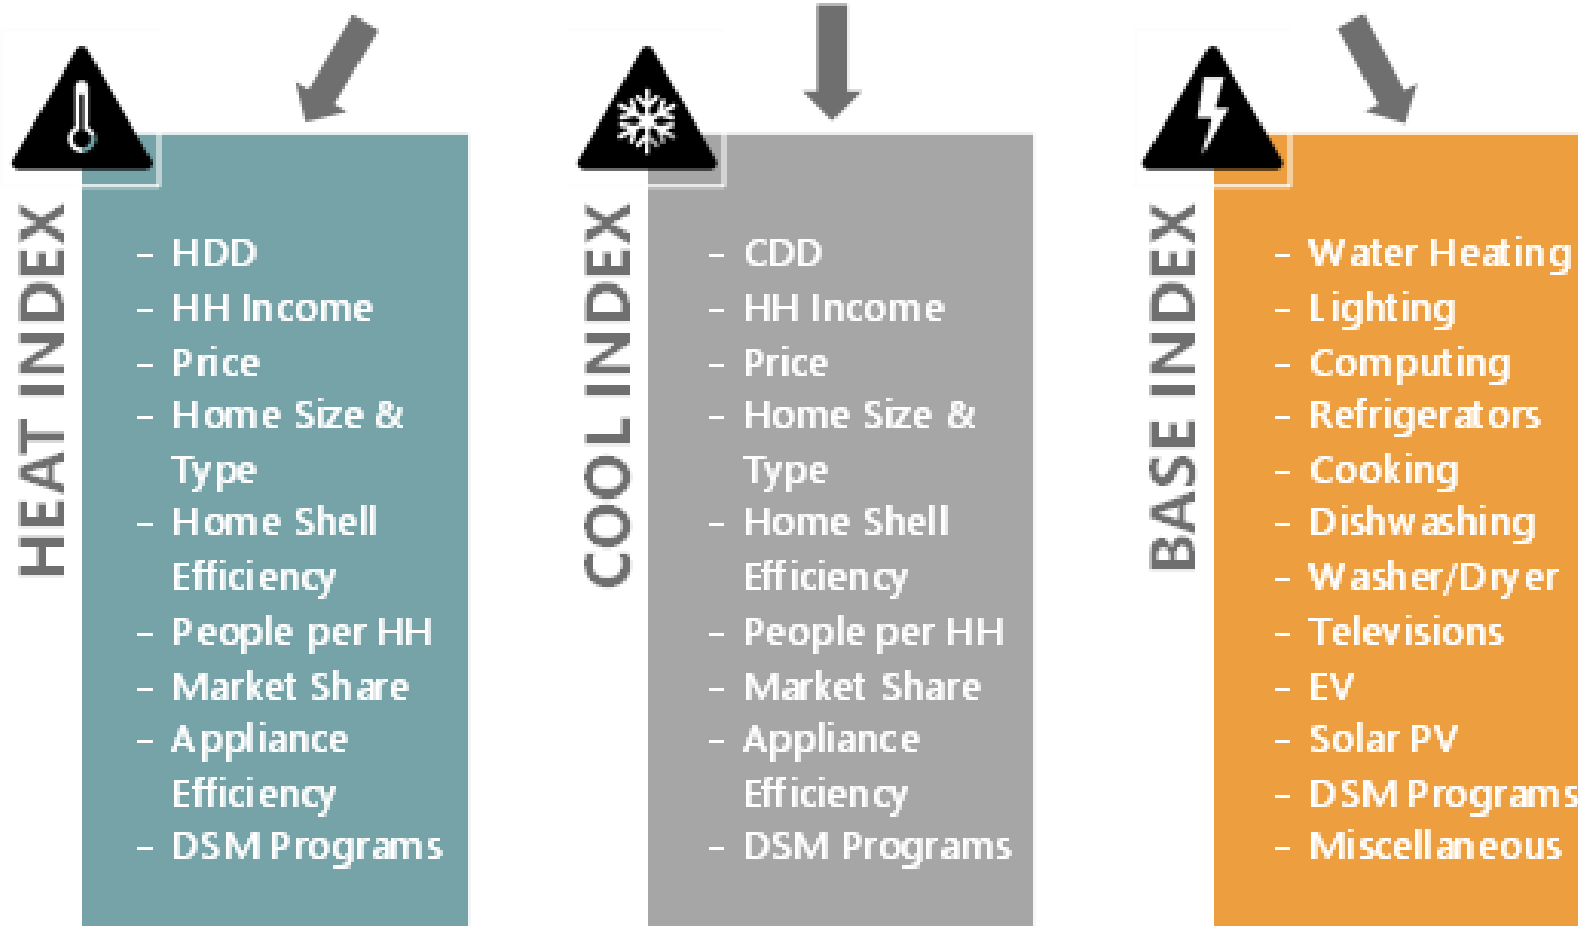 HEAT INDEX
– HDD
– HH Income
– Price
– Home Size &
Type
– Home Shell
Efficiency
– People per HH
– Market Share
– Appliance
Efficiency
– DSM Programs
COOL INDEX
– CDD
– HH Income
– Price
– Home Size &
Type
– Home Shell
Efficiency
– People per HH
– Market Share
– Appliance
Efficiency
– DSM Programs
BASE INDEX
– Water Heating
– Lighting
– Computing
– Refrigerators
– Cooking
– Dishwashing
– Washer/Dryer
– Televisions
– EV
– Solar PV
– DSM Programs
– Miscellaneous